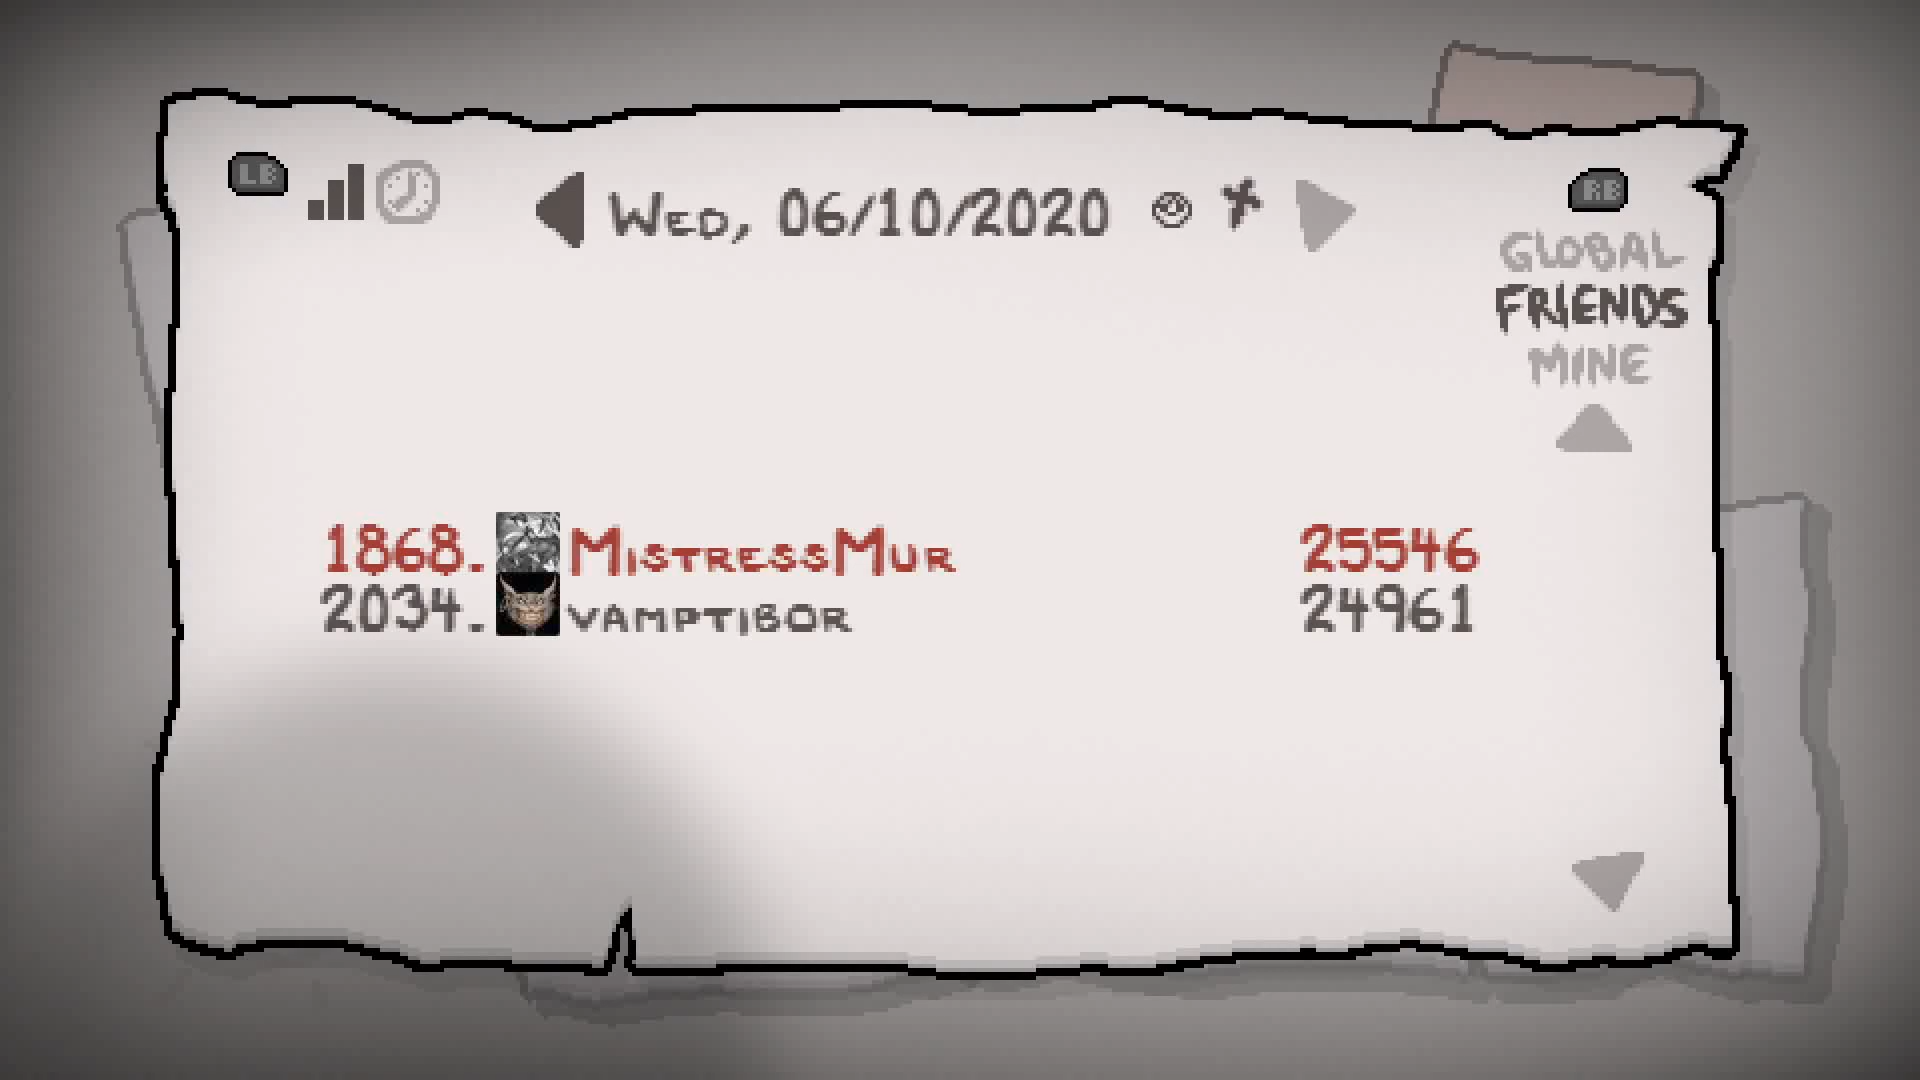 LB
Wed, 06/10/2020
RB
GLOBAL
FRIENDS
MINE
1868. MistressMur 25546
2034. vamptibor 24961